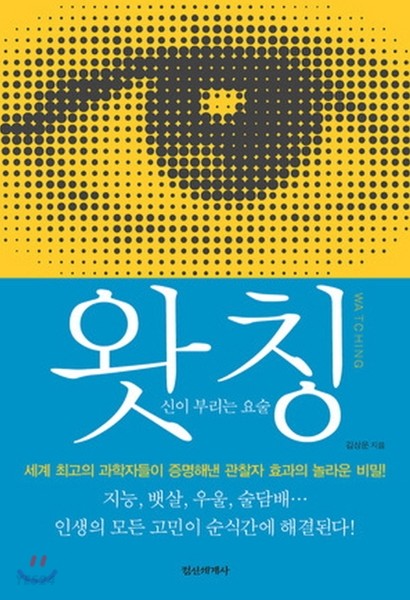 왓칭
WATCHING
신이 부리는 요술
김상운 지음
세계 최고의 과학자들이 증명해낸 관찰자 효과의 놀라운 비밀!
지능, 뱃살, 우울, 술담배…
인생의 모든 고민이 순식간에 해결된다!
정신세계사